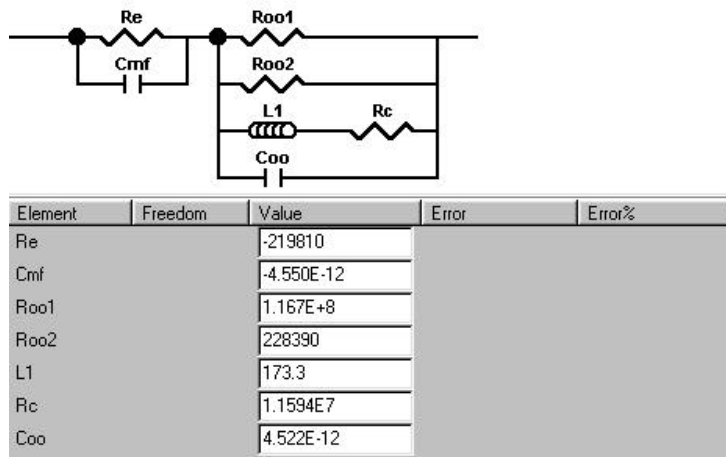 Re Roo1
Cmf Roo2
L1 Rc
Coo
Element Freedom Value Error Error%
Re -219810
Cmf -4.550E-12
Roo1 1.167E+8
Roo2 228390
L1 173.3
Rc 1.1594E7
Coo 4.522E-12